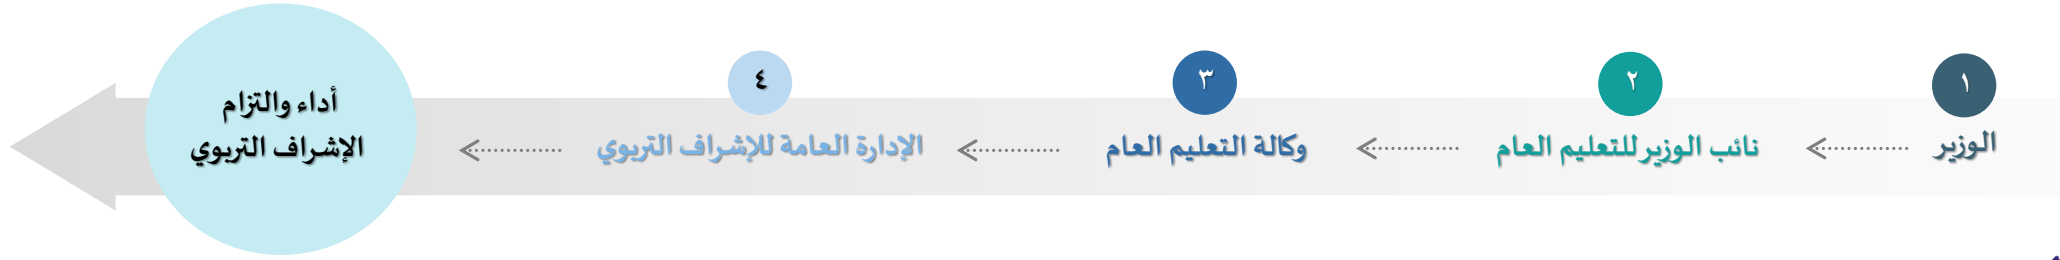 ١
الوزير
٢
نائب الوزير للتعليم العام
٣
وكالة التعليم العام
٤
الإدارة العامة للإشراف التربوي
أداء والتزام
الإشراف التربوي